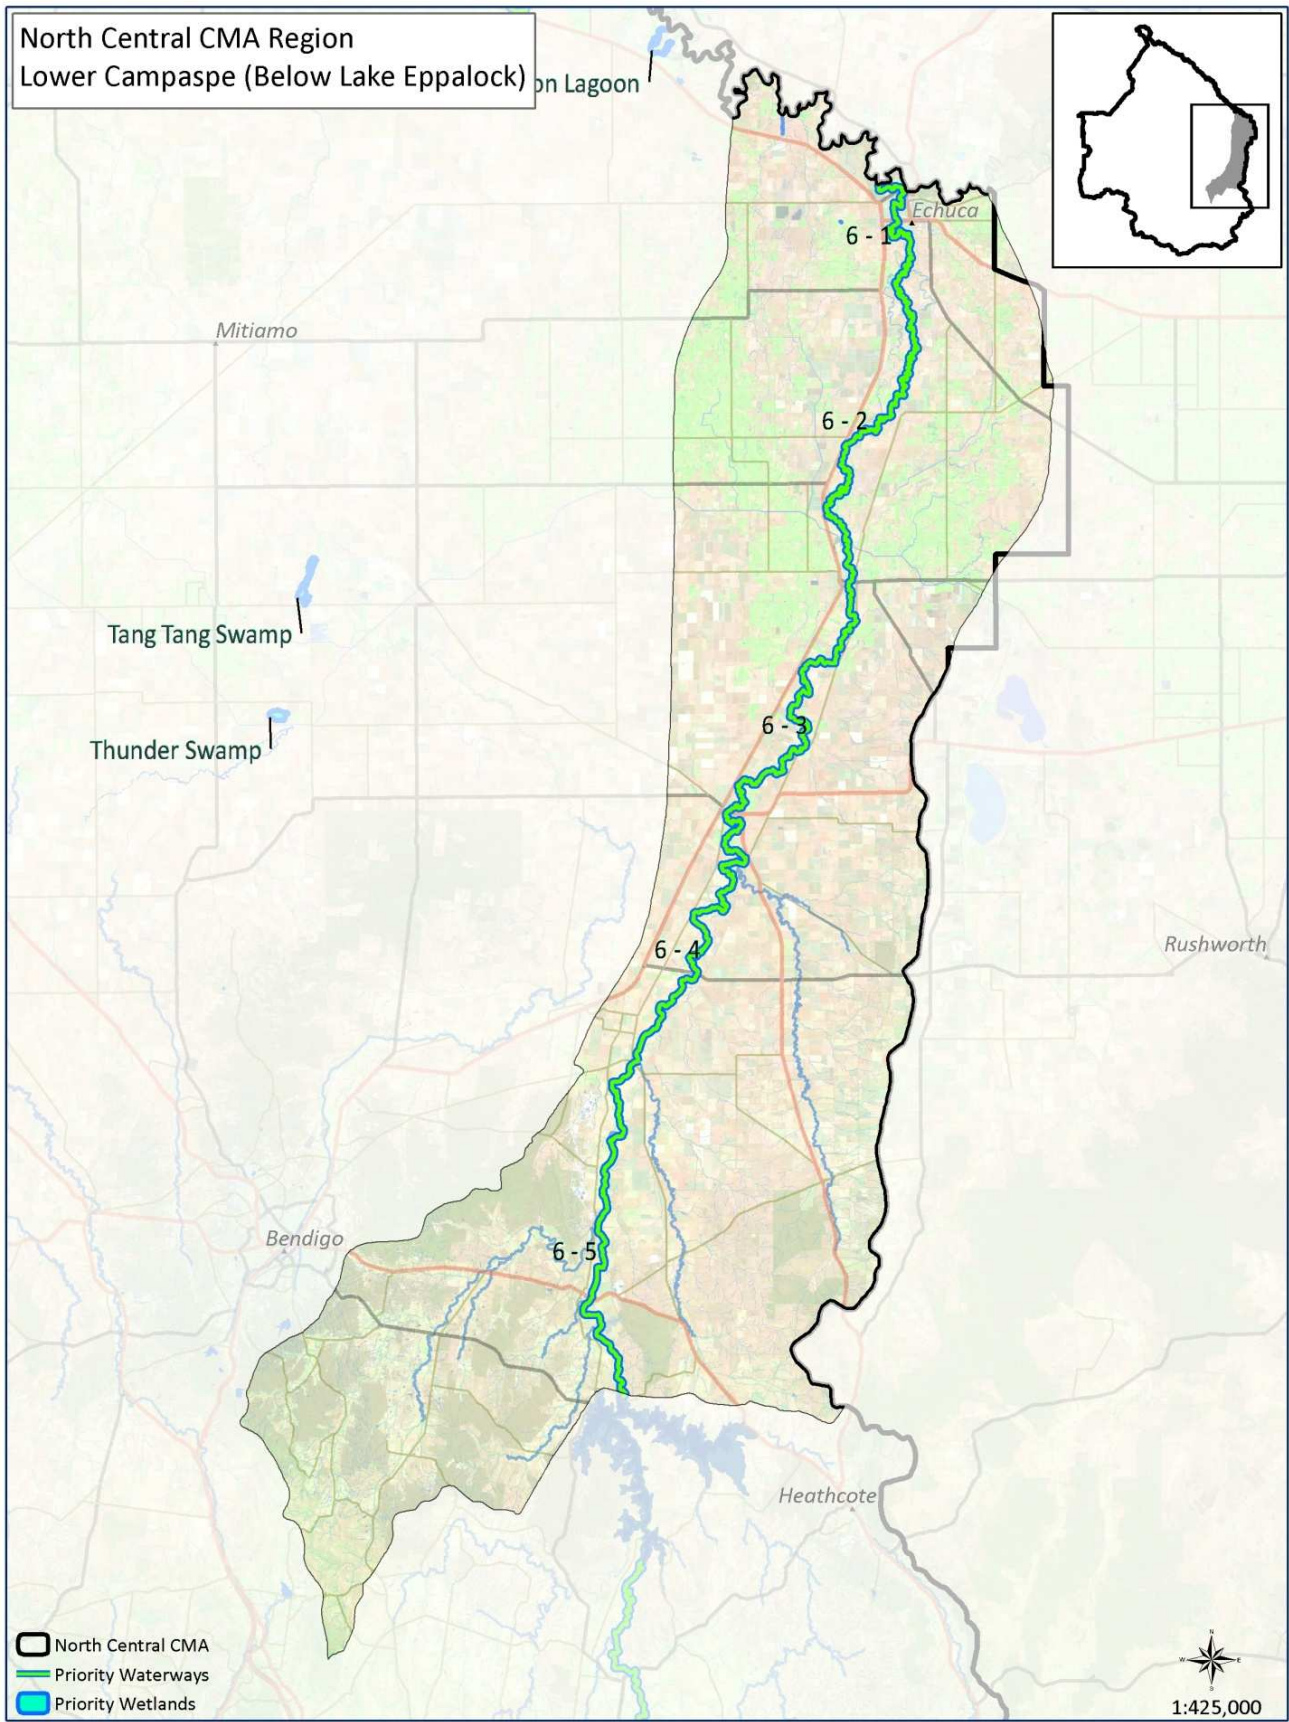 North Central CMA Region
Lower Campaspe (Below Lake Eppalock)
on Lagoon
Echuca
6 - 1
Mitiamo
6 - 2
Tang Tang Swamp
6 - 3
Thunder Swamp
6 - 4
Rushworth
Bendigo
6 - 5
Heathcote
North Central CMA
Priority Waterways
Priority Wetlands
N
W E
S
1:425,000